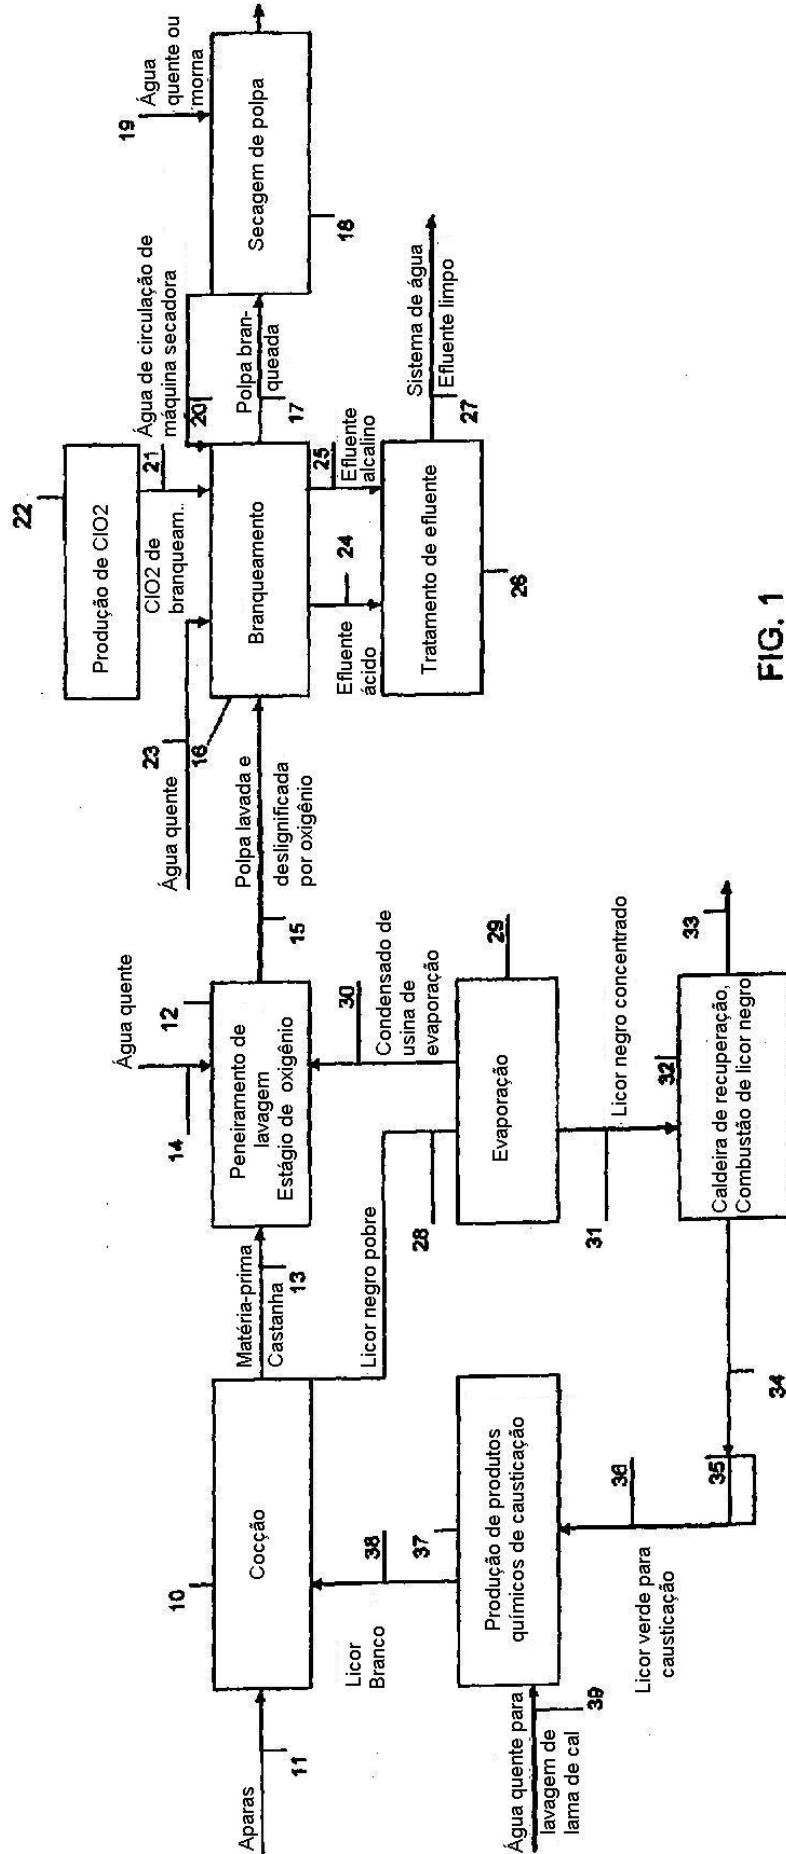 Aparas
11
10
Cocção
Matéria-prima
Castanha
13
Água quente
14
12
Peneiramento de
lavagem
Estágio de oxigênio
15
Polpa lavada e
deslignificada
por oxigênio
Água quente
23
16
22
Produção de ClO2
21
ClO2 de
branqueam..
Água de circulação de
máquina secadora
20
Branqueamento
Polpa bran-
queada
17
19
Água
quente ou
morna
Secagem de polpa
18
Efluente
ácido
24
25
Efluente
alcalino
Tratamento de efluente
26
Sistema de água
Efluente limpo
27
Licor negro pobre
28
30
Condensado de
usina de
evaporação
Evaporação
29
31
Licor negro concentrado
32
Caldeira de recuperação,
Combustão de licor negro
33
34
35
36
Licor verde para
causticação
37
Produção de produtos
químicos de causticação
38
Licor
Branco
Água quente para
lavagem de
lama de cal
39
FIG. 1